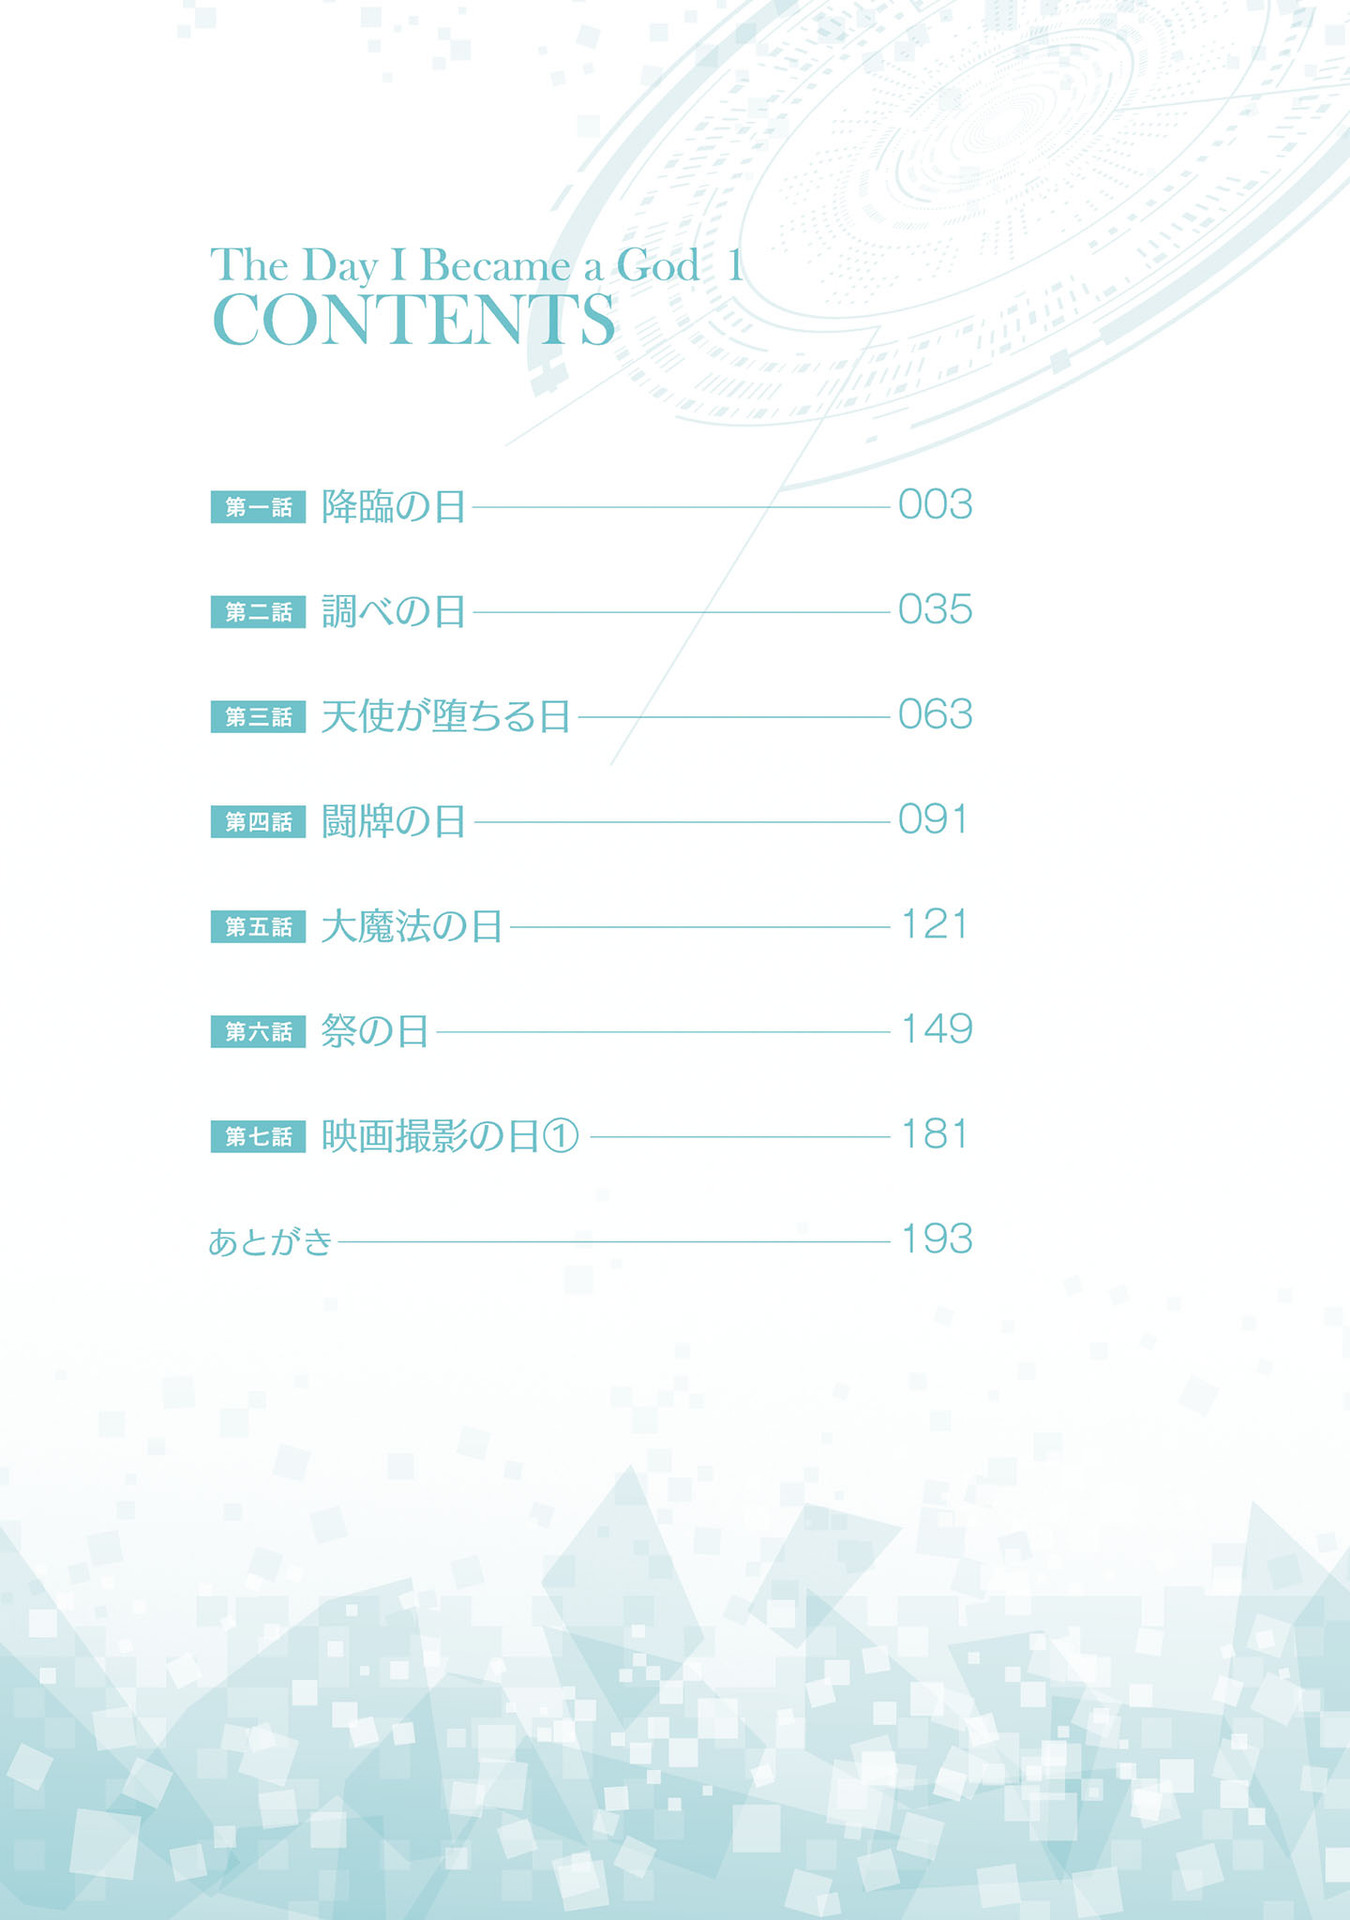 The Day I Became a God 1
CONTENTS
第一話 降臨の日 003
第二話 調べの日 035
第三話 天使が堕ちる日 063
第四話 闘牌の日 091
第五話 大魔法の日 121
第六話 祭の日 149
第七話 映画撮影の日① 181
あとがき 193